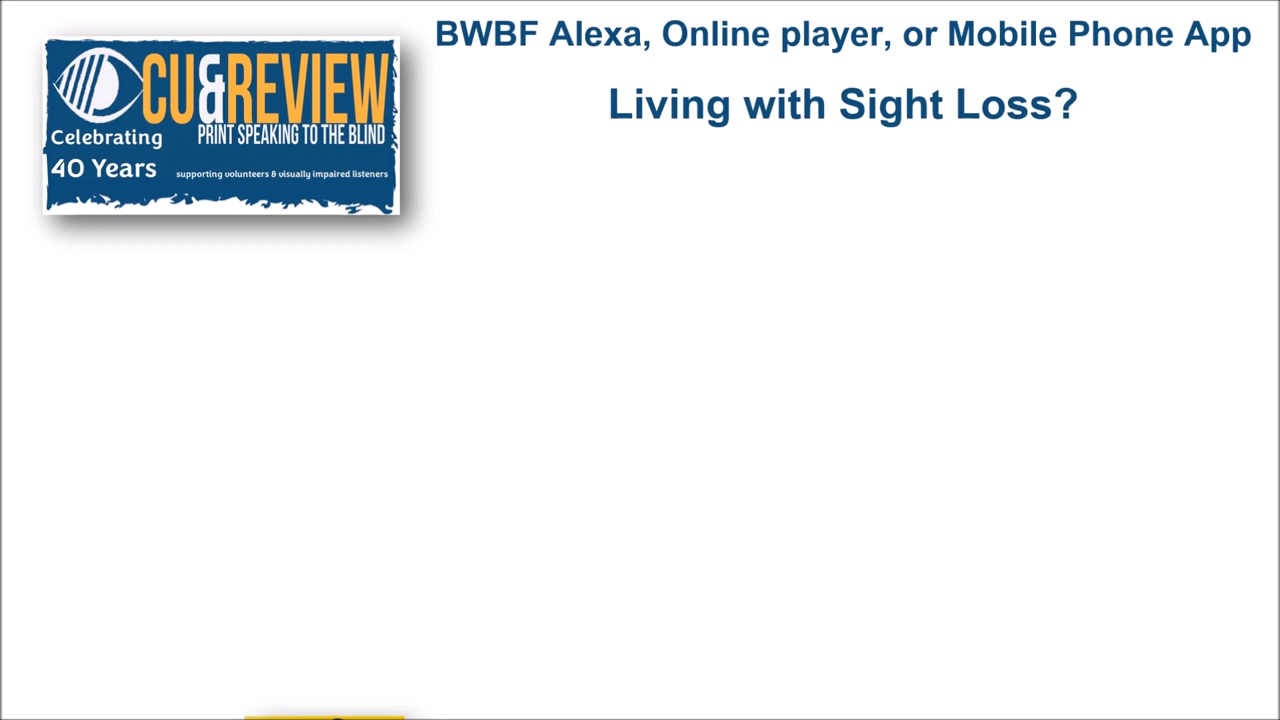 BWBF Alexa, Online player, or Mobile Phone App
Living with Sight Loss?
CU&REVIEW
PRINT SPEAKING TO THE BLIND
Celebrating
40 Years
supporting volunteers & visually impaired listeners